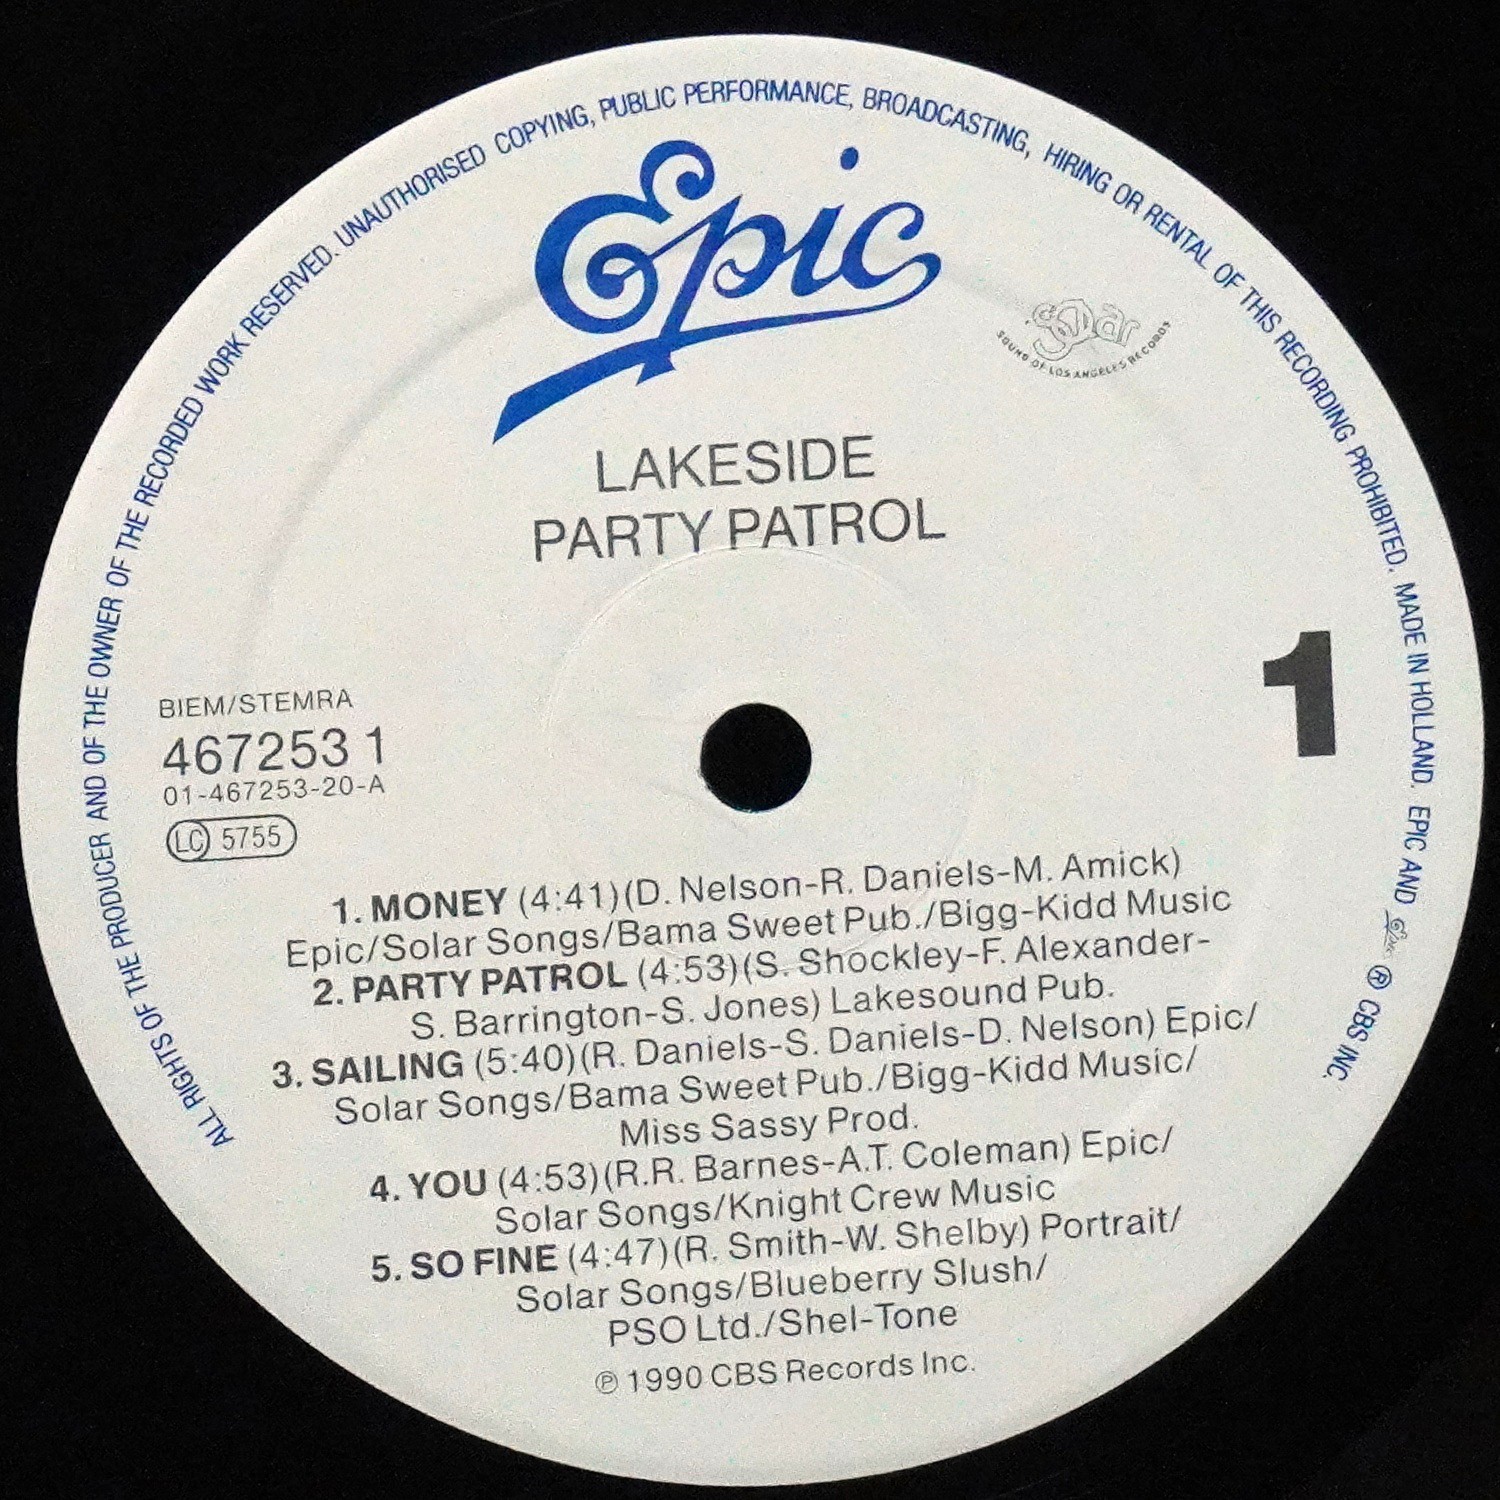 ALL RIGHTS OF THE PRODUCER AND OF THE OWNER OF THE RECORDED WORK RESERVED. UNAUTHORISED COPYING, PUBLIC PERFORMANCE, BROADCASTING, HIRING OR RENTAL OF THIS RECORDING PROHIBITED. MADE IN HOLLAND. EPIC AND Epic ® CBS INC.
Epic
Solar
SOUND OF LOS ANGELES RECORDS
LAKESIDE
PARTY PATROL
1
BIEM/STEMRA
467253 1
01-467253-20-A
LC 5755
1. MONEY (4:41)(D. Nelson-R. Daniels-M. Amick)
Epic/Solar Songs/Bama Sweet Pub./Bigg-Kidd Music
2. PARTY PATROL (4:53)(S. Shockley-F. Alexander-
S. Barrington-S. Jones) Lakesound Pub.
3. SAILING (5:40)(R. Daniels-S. Daniels-D. Nelson) Epic/
Solar Songs/Bama Sweet Pub./Bigg-Kidd Music/
Miss Sassy Prod.
4. YOU (4:53)(R.R. Barnes-A.T. Coleman) Epic/
Solar Songs/Knight Crew Music
5. SO FINE (4:47)(R. Smith-W. Shelby) Portrait/
Solar Songs/Blueberry Slush/
PSO Ltd./Shel-Tone
℗ 1990 CBS Records Inc.